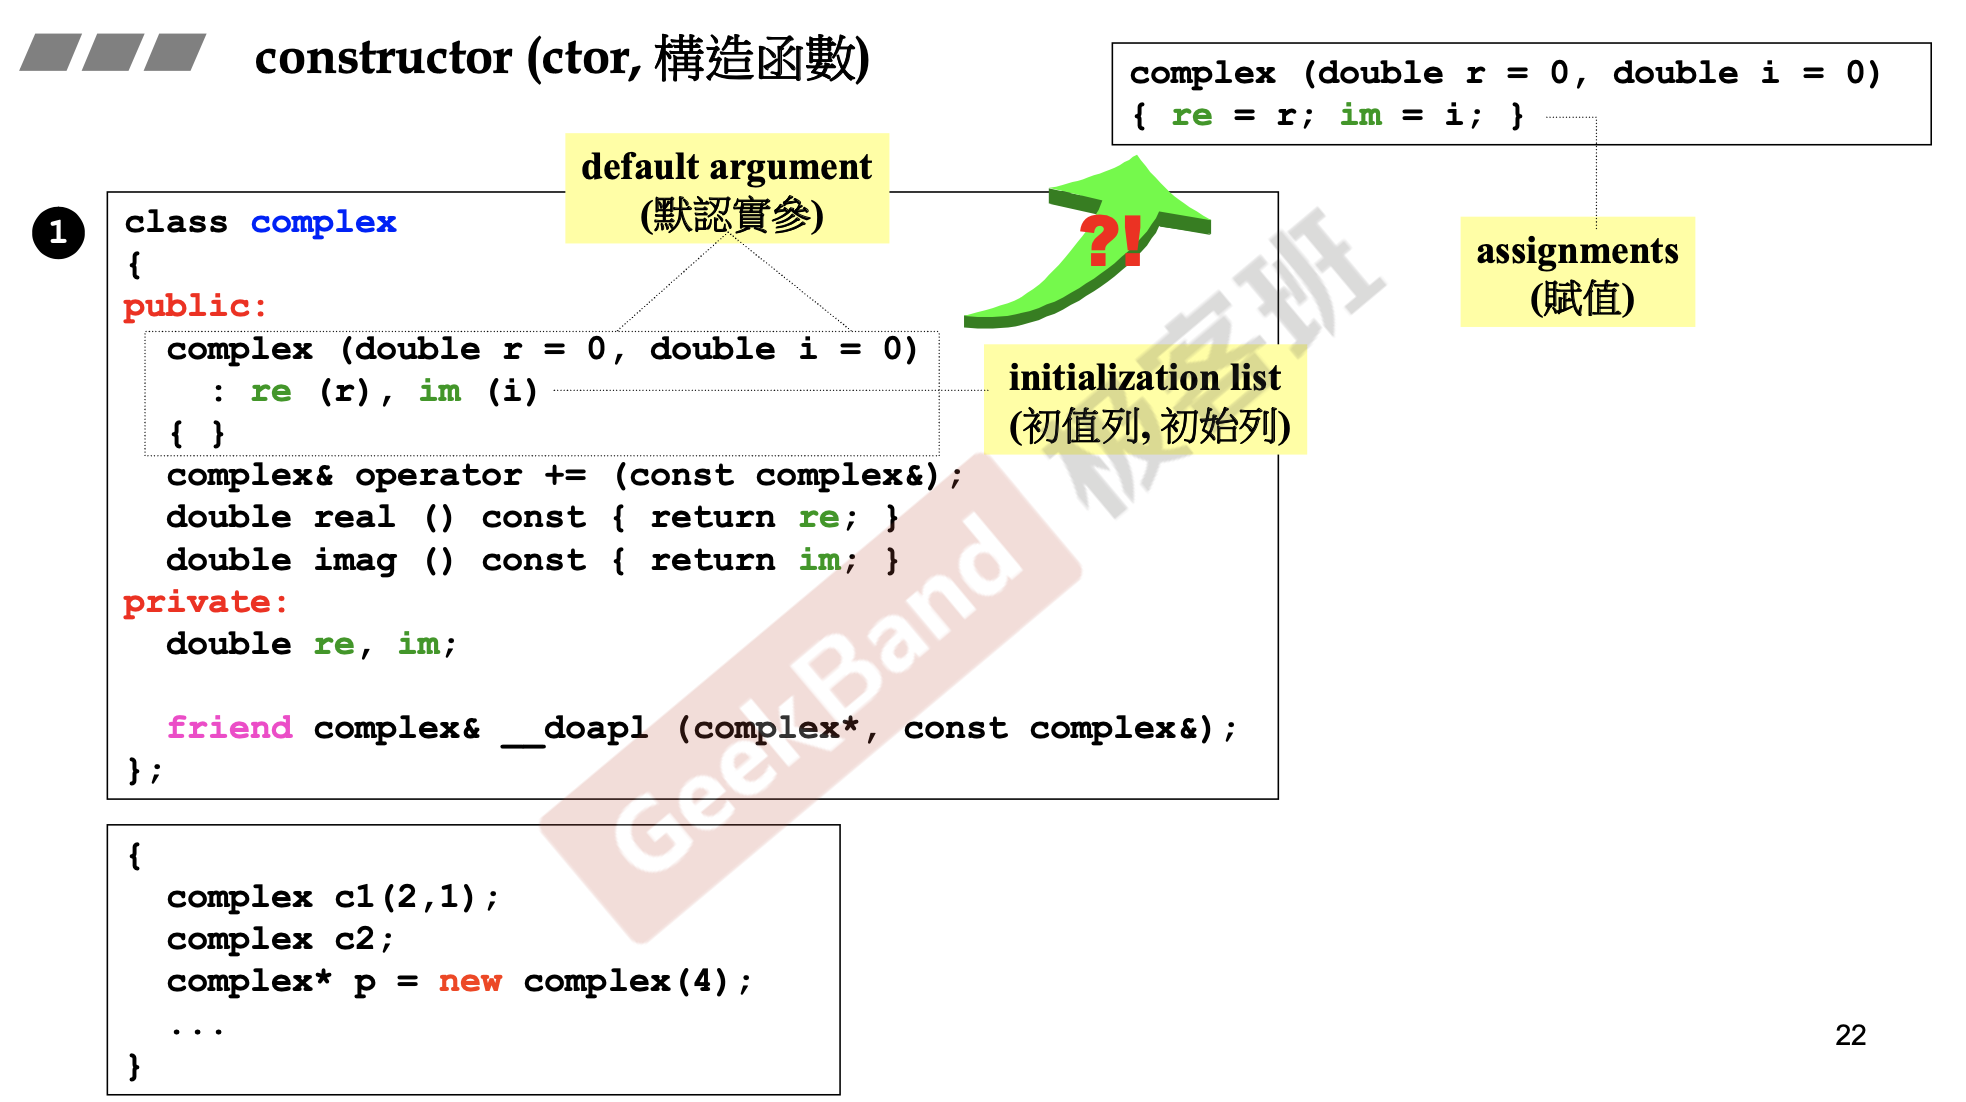 constructor (ctor, 構造函數)
complex (double r = 0, double i = 0)
{ re = r; im = i; }
assignments
(賦值)
default argument
(默認實參)
?!
1
class complex
{
public:
complex (double r = 0, double i = 0)
: re (r), im (i)
{ }
initialization list
(初值列, 初始列)
complex& operator += (const complex&);
double real () const { return re; }
double imag () const { return im; }
private:
double re, im;
friend complex& __doapl (complex*, const complex&);
};
{
complex c1(2,1);
complex c2;
complex* p = new complex(4);
...
}
GeekBand 极客班
22